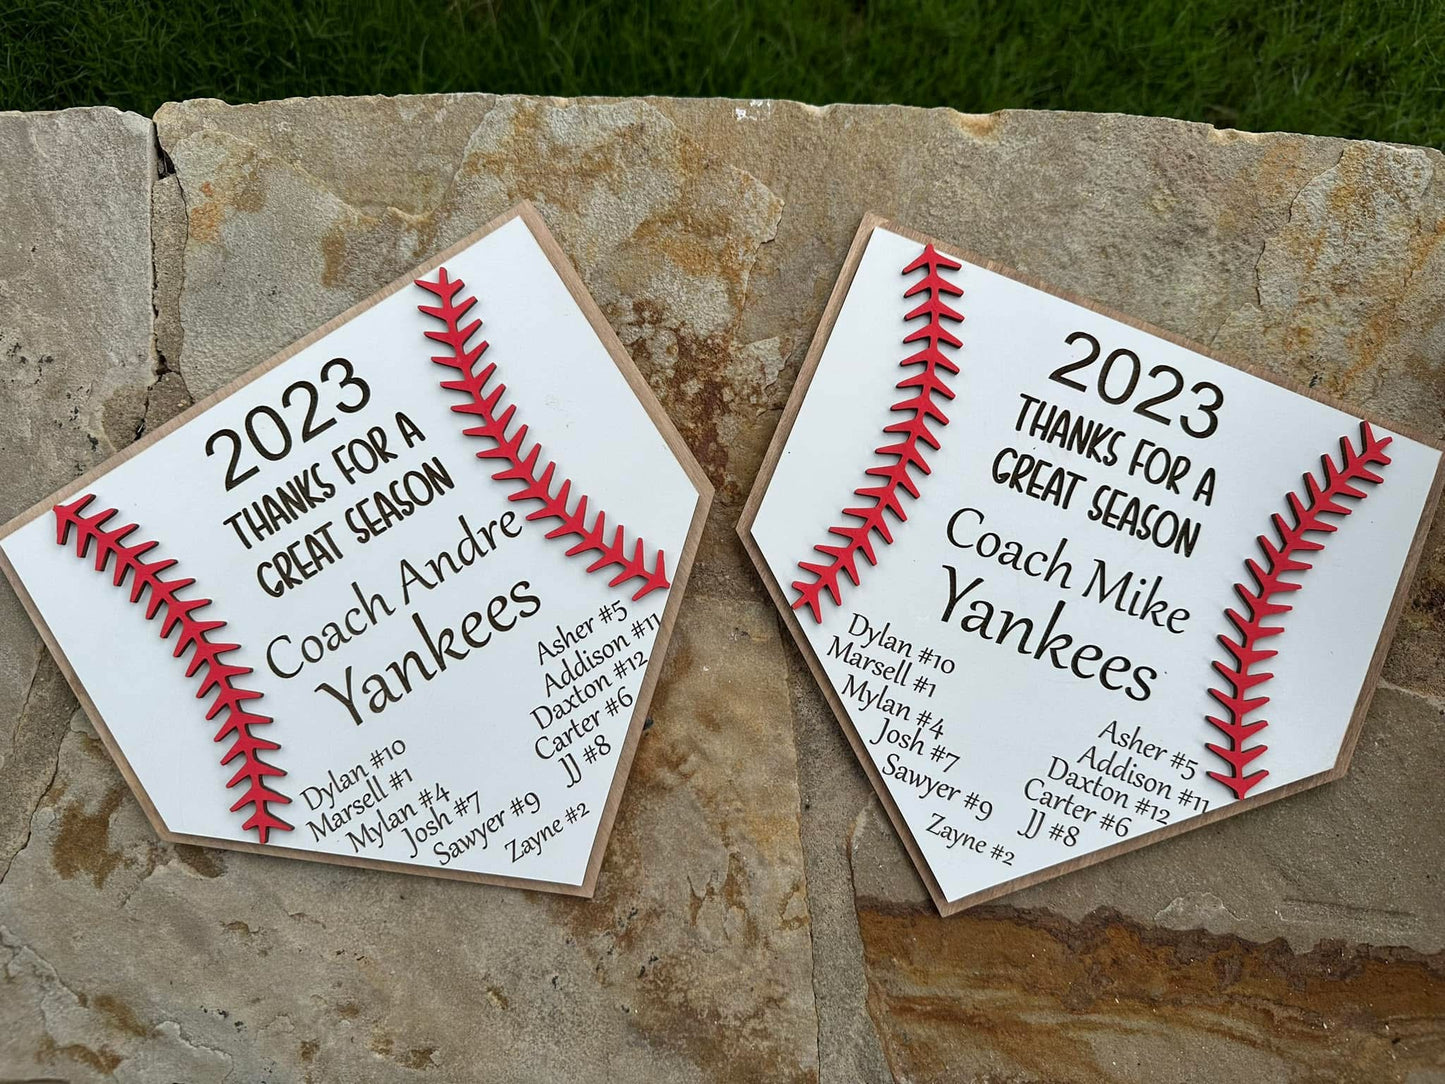 2023
THANKS FOR A
GREAT SEASON
Coach Andre
Yankees
Dylan #10
Marsell #1
Mylan #4
Josh #7
Sawyer #9
Zayne #2
Asher #5
Addison #11
Daxton #12
Carter #6
JJ #8
2023
THANKS FOR A
GREAT SEASON
Coach Mike
Yankees
Dylan #10
Marsell #1
Mylan #4
Josh #7
Sawyer #9
Zayne #2
Asher #5
Addison #11
Daxton #12
Carter #6
JJ #8